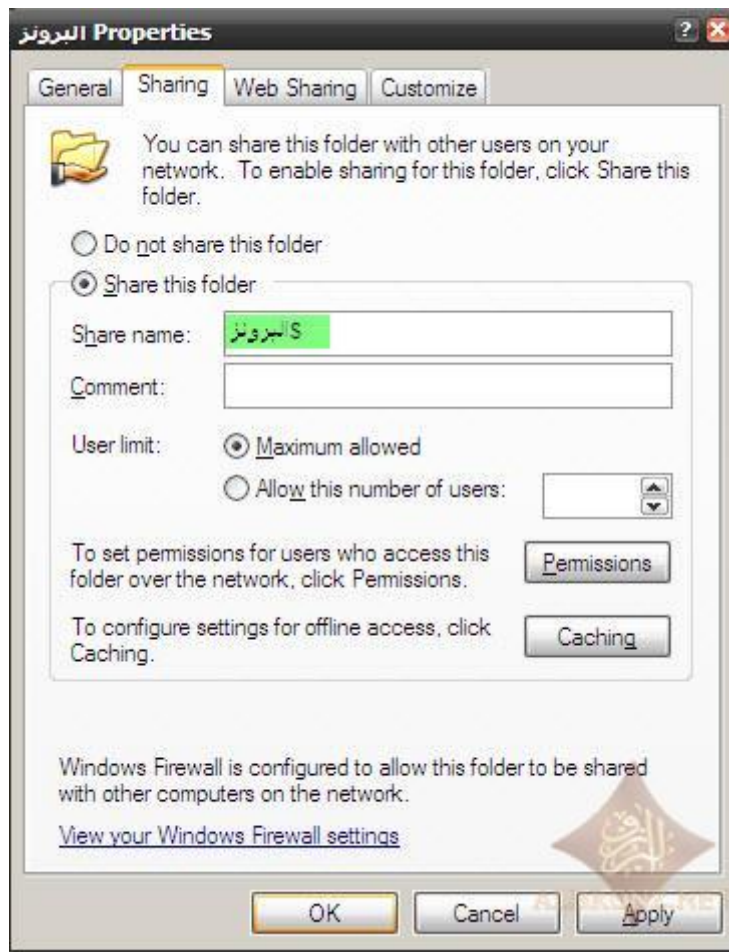 البرونز Properties
General Sharing Web Sharing Customize
You can share this folder with other users on your
network. To enable sharing for this folder, click Share this
folder.
Do not share this folder
Share this folder
Share name: البرونزS
Comment:
User limit: Maximum allowed
Allow this number of users:
To set permissions for users who access this
folder over the network, click Permissions.
Permissions
To configure settings for offline access, click
Caching.
Caching
Windows Firewall is configured to allow this folder to be shared
with other computers on the network.
View your Windows Firewall settings
OK Cancel Apply